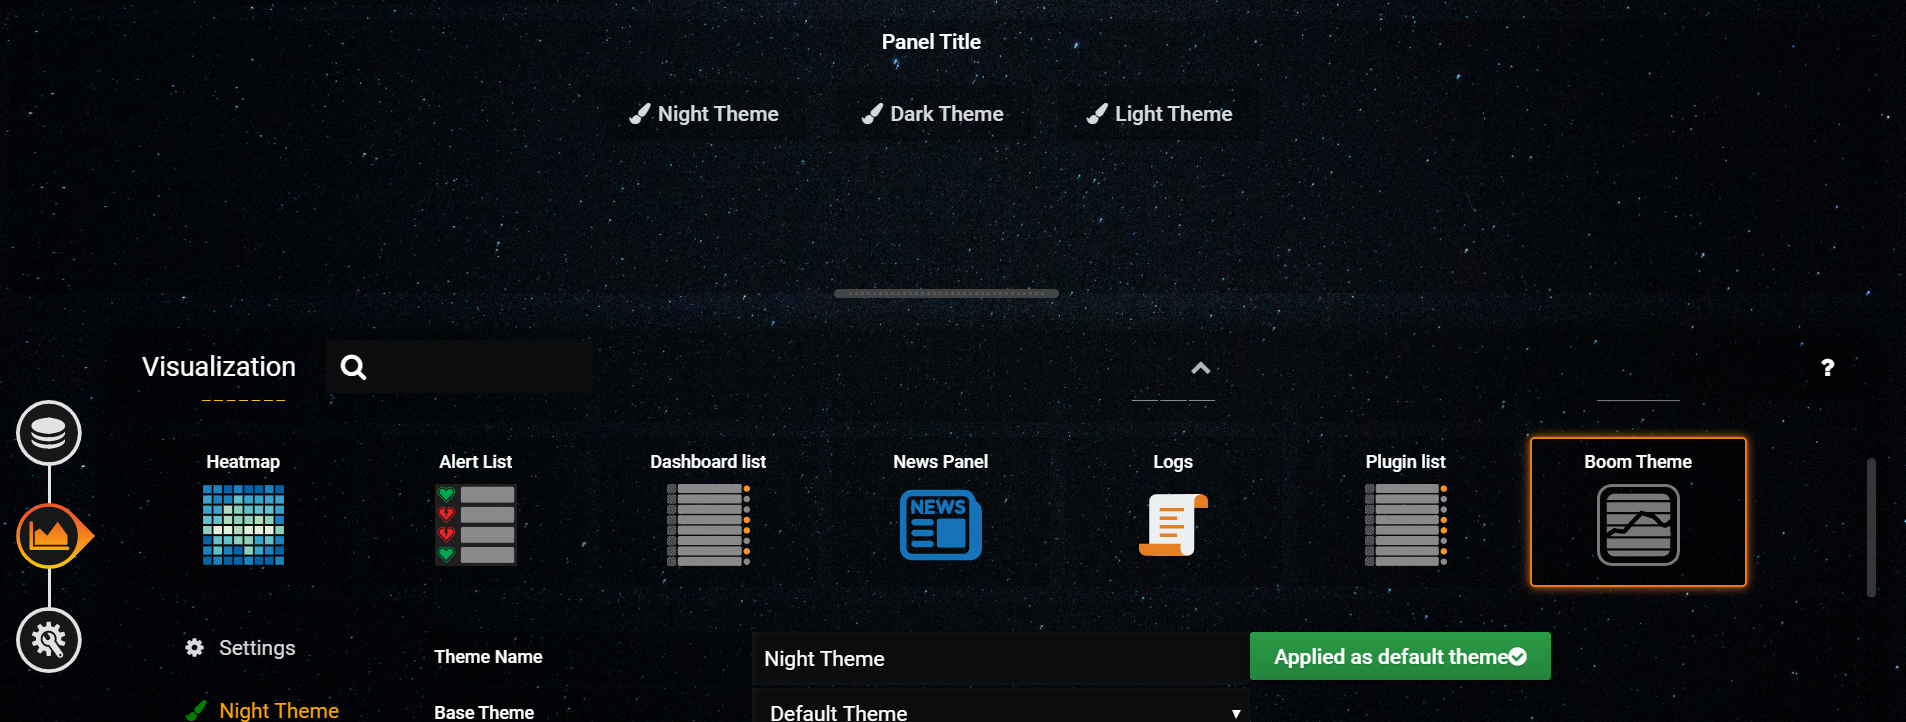 Panel Title
Night Theme
Dark Theme
Light Theme
Visualization
?
Heatmap
Alert List
Dashboard list
News Panel
Logs
Plugin list
Boom Theme
NEWS
Settings
Theme Name
Night Theme
Applied as default theme
Night Theme
Base Theme
Default Theme